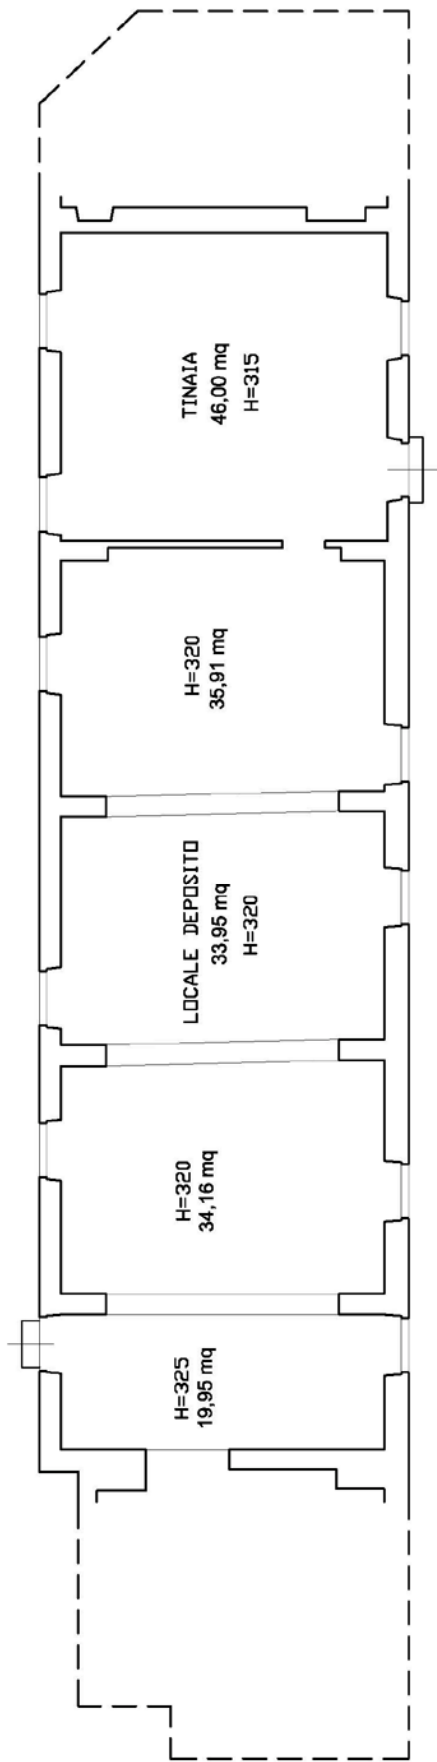 TINAIA
46,00 mq
H=315
H=320
35,91 mq
LOCALE DEPOSITO
33,95 mq
H=320
H=320
34,16 mq
H=325
19,95 mq